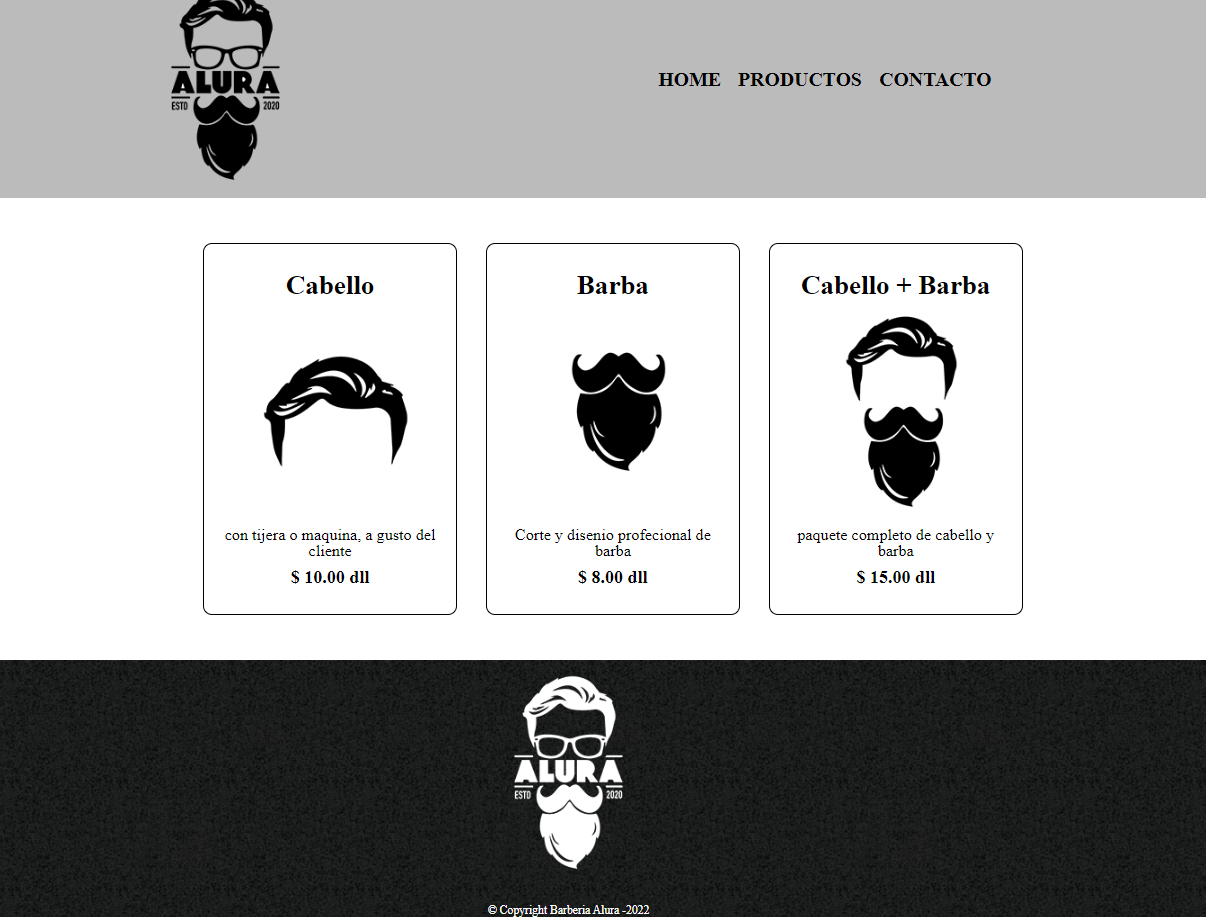 ALURA
ESTD 2020
HOME PRODUCTOS CONTACTO
Cabello
con tijera o maquina, a gusto del
cliente
$ 10.00 dll
Barba
Corte y disenio profecional de
barba
$ 8.00 dll
Cabello + Barba
paquete completo de cabello y
barba
$ 15.00 dll
ALURA
ESTD 2020
© Copyright Barberia Alura -2022